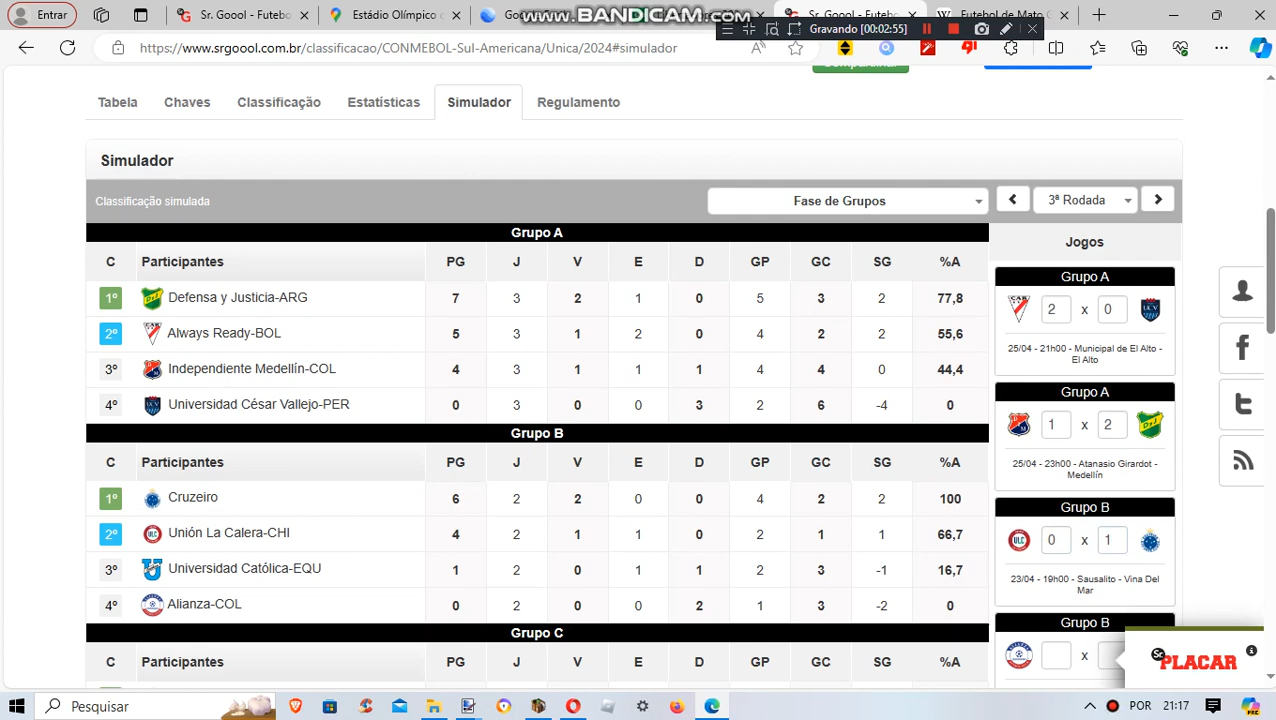 www.BANDICAM.com
Entrar
Futebo
G
Estádio Olímpico c
Goo
Gravando [00:02:55]
https://www.srgoool.com.br/classificacao/CONMEBOL-Sul-Americana/Unica/2024#simulador
Tabela Chaves Classificação Estatísticas Simulador Regulamento
Simulador
Classificação simulada Fase de Grupos 3ª Rodada
Grupo A
C Participantes PG J V E D GP GC SG %A
1º Defensa y Justicia-ARG 7 3 2 1 0 5 3 2 77,8
2º Always Ready-BOL 5 3 1 2 0 4 2 2 55,6
3º Independiente Medellín-COL 4 3 1 1 1 4 4 0 44,4
4º Universidad César Vallejo-PER 0 3 0 0 3 2 6 -4 0
Grupo B
C Participantes PG J V E D GP GC SG %A
1º Cruzeiro 6 2 2 0 0 4 2 2 100
2º Unión La Calera-CHI 4 2 1 1 0 2 1 1 66,7
3º Universidad Católica-EQU 1 2 0 1 1 2 3 -1 16,7
4º Alianza-COL 0 2 0 0 2 1 3 -2 0
Grupo C
C Participantes PG J V E D GP GC SG %A
Jogos
Grupo A
2 x 0
25/04 - 21h00 - Municipal de El Alto -
El Alto
Grupo A
1 x 2
25/04 - 23h00 - Atanasio Girardot -
Medellín
Grupo B
0 x 1
23/04 - 19h00 - Sausalito - Vina Del
Mar
Grupo B
x
PLACAR
Pesquisar
POR 21:17